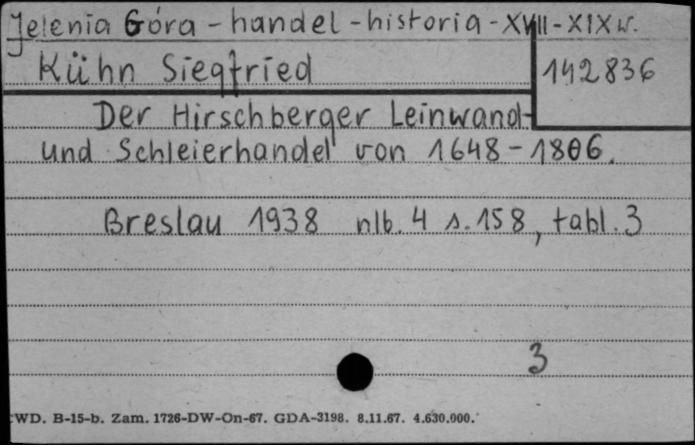 Jelenia Góra - handel - historia - XVII - XIX w.
Kühn Siegfried
142836
Der Hirschberger Leinwand-
und Schleierhandel von 1648-1806.
Breslau 1938 nlb. 4 s. 158, tabl. 3
3
WD. B-15-b. Zam. 1726-DW-On-67. GDA-3198. 8.11.67. 4.630.000.